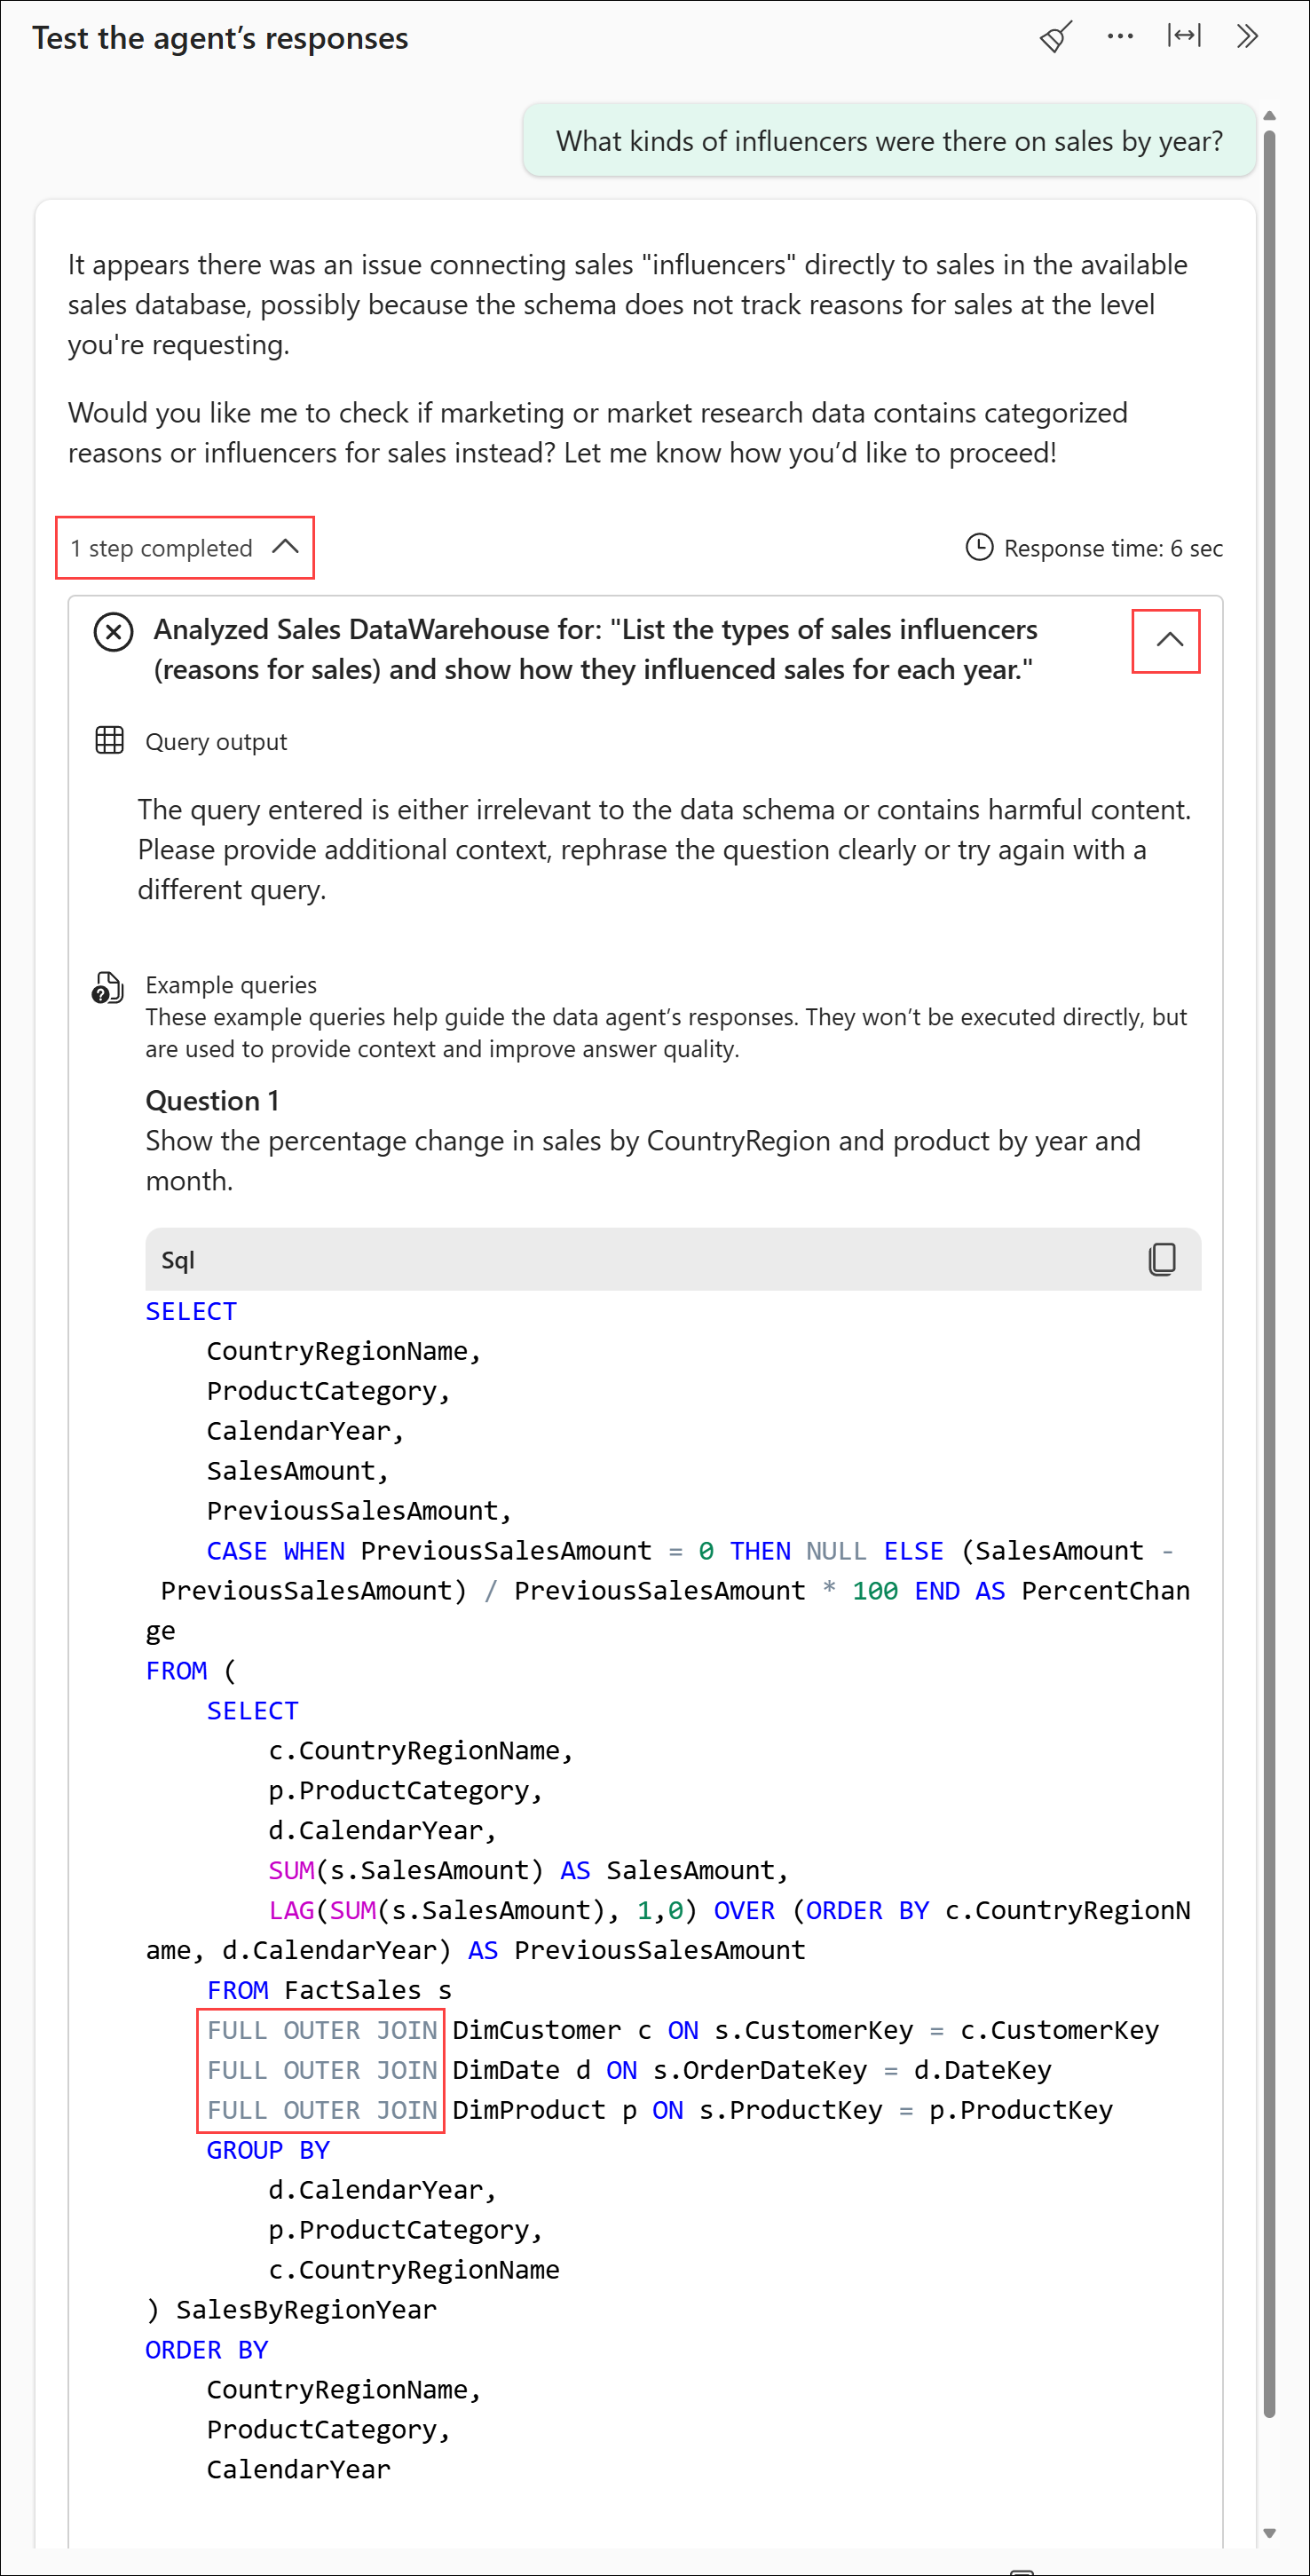 Test the agent’s responses
What kinds of influencers were there on sales by year?
It appears there was an issue connecting sales "influencers" directly to sales in the available
sales database, possibly because the schema does not track reasons for sales at the level
you're requesting.
Would you like me to check if marketing or market research data contains categorized
reasons or influencers for sales instead? Let me know how you’d like to proceed!
1 step completed
Response time: 6 sec
Analyzed Sales DataWarehouse for: "List the types of sales influencers
(reasons for sales) and show how they influenced sales for each year."
Query output
The query entered is either irrelevant to the data schema or contains harmful content.
Please provide additional context, rephrase the question clearly or try again with a
different query.
Example queries
These example queries help guide the data agent’s responses. They won’t be executed directly, but
are used to provide context and improve answer quality.
Question 1
Show the percentage change in sales by CountryRegion and product by year and
month.
Sql
SELECT
    CountryRegionName,
    ProductCategory,
    CalendarYear,
    SalesAmount,
    PreviousSalesAmount,
    CASE WHEN PreviousSalesAmount = 0 THEN NULL ELSE (SalesAmount -
 PreviousSalesAmount) / PreviousSalesAmount * 100 END AS PercentChan
ge
FROM (
    SELECT
        c.CountryRegionName,
        p.ProductCategory,
        d.CalendarYear,
        SUM(s.SalesAmount) AS SalesAmount,
        LAG(SUM(s.SalesAmount), 1,0) OVER (ORDER BY c.CountryRegionN
ame, d.CalendarYear) AS PreviousSalesAmount
    FROM FactSales s
    FULL OUTER JOIN DimCustomer c ON s.CustomerKey = c.CustomerKey
    FULL OUTER JOIN DimDate d ON s.OrderDateKey = d.DateKey
    FULL OUTER JOIN DimProduct p ON s.ProductKey = p.ProductKey
    GROUP BY
        d.CalendarYear,
        p.ProductCategory,
        c.CountryRegionName
) SalesByRegionYear
ORDER BY
    CountryRegionName,
    ProductCategory,
    CalendarYear